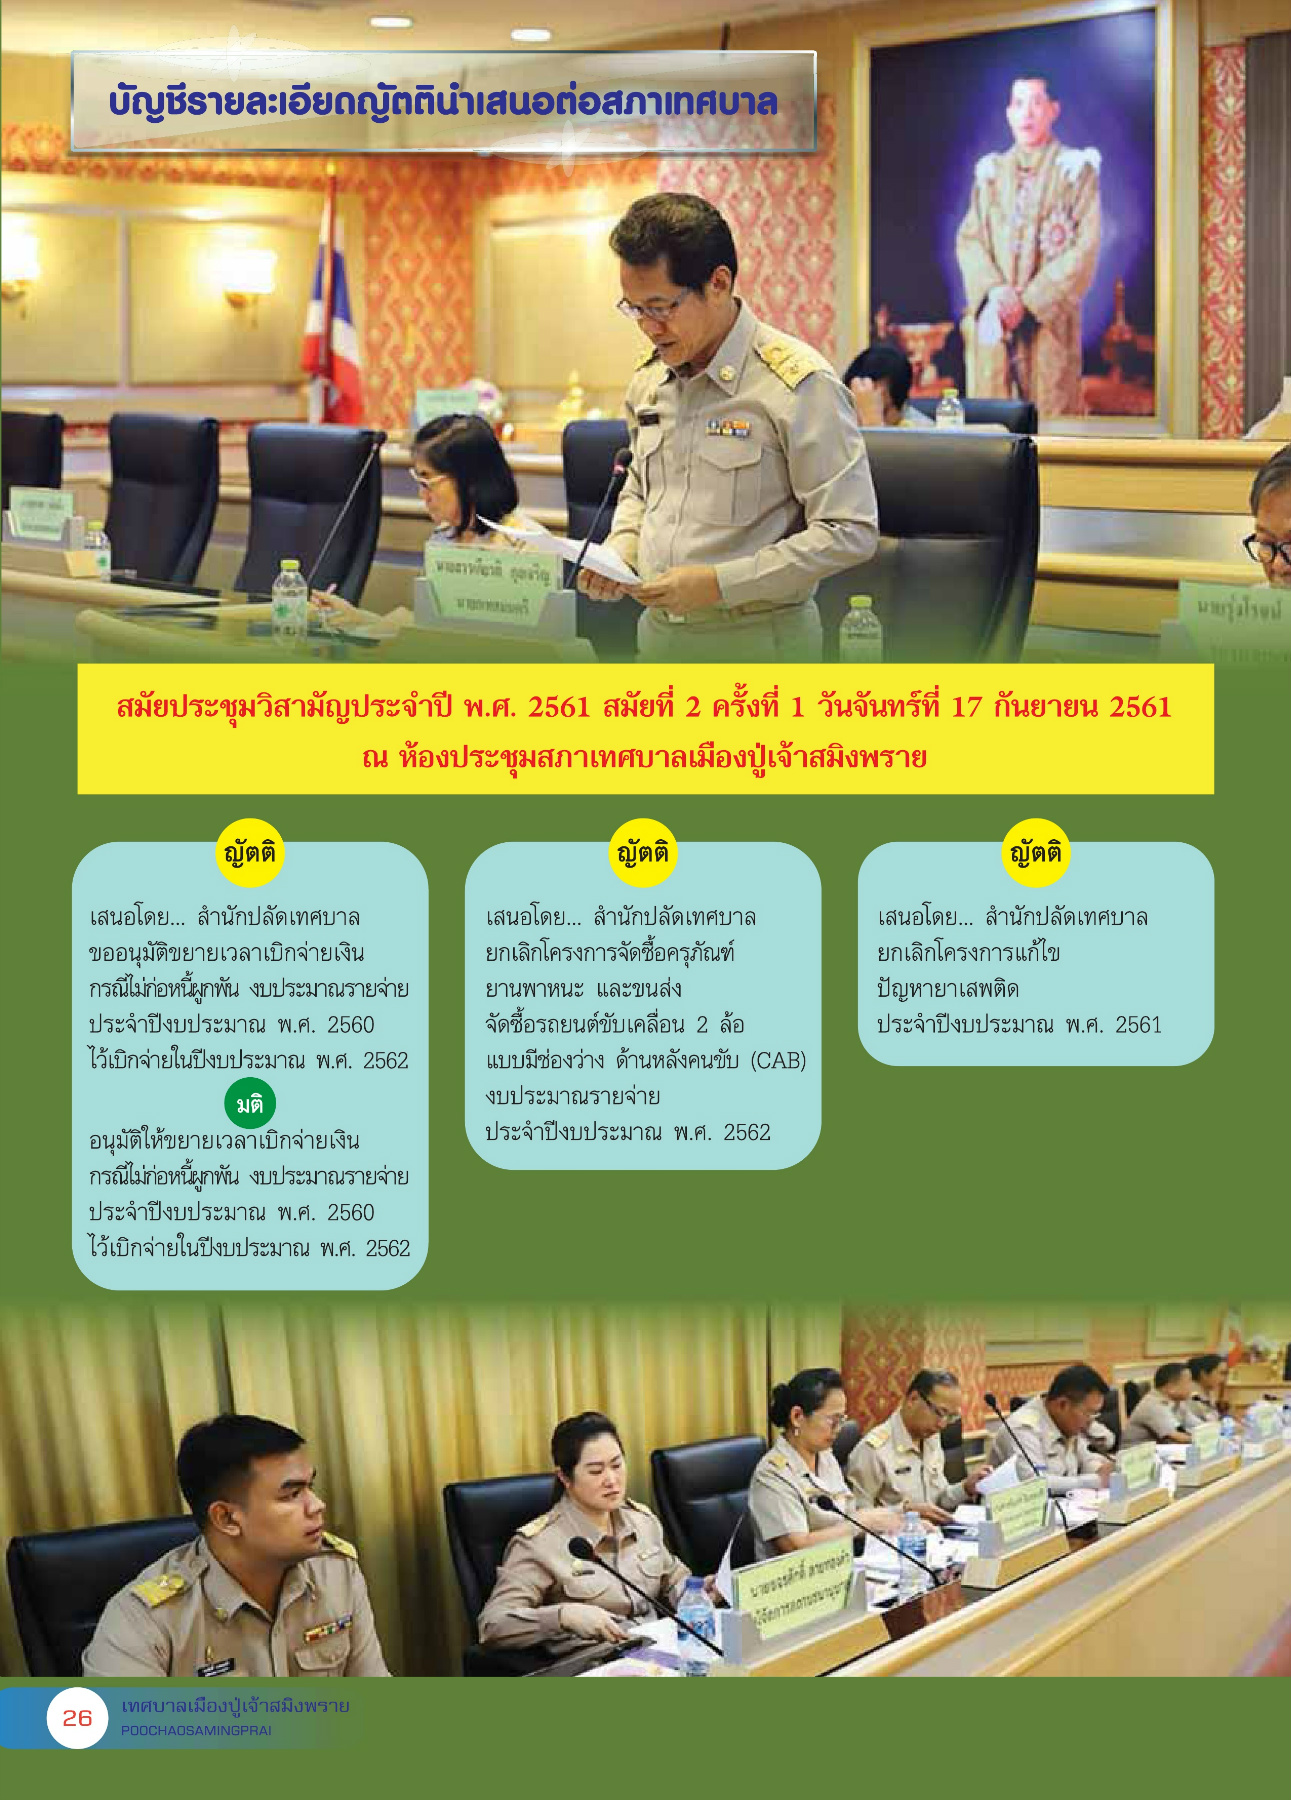 บัญชีรายละเอียดญัตตินำเสนอต่อสภาเทศบาล
นายกเทศมนตรี
นายรุ่งโรจน์
สมัยประชุมวิสามัญประจำปี พ.ศ. 2561 สมัยที่ 2 ครั้งที่ 1 วันจันทร์ที่ 17 กันยายน 2561
ณ ห้องประชุมสภาเทศบาลเมืองปู่เจ้าสมิงพราย
ญัตติ
เสนอโดย... สำนักปลัดเทศบาล
ขออนุมัติขยายเวลาเบิกจ่ายเงิน
กรณีไม่ก่อหนี้ผูกพัน งบประมาณรายจ่าย
ประจำปีงบประมาณ พ.ศ. 2560
ไว้เบิกจ่ายในปีงบประมาณ พ.ศ. 2562
มติ
อนุมัติให้ขยายเวลาเบิกจ่ายเงิน
กรณีไม่ก่อหนี้ผูกพัน งบประมาณรายจ่าย
ประจำปีงบประมาณ พ.ศ. 2560
ไว้เบิกจ่ายในปีงบประมาณ พ.ศ. 2562
ญัตติ
เสนอโดย... สำนักปลัดเทศบาล
ยกเลิกโครงการจัดซื้อครุภัณฑ์
ยานพาหนะ และขนส่ง
จัดซื้อรถยนต์ขับเคลื่อน 2 ล้อ
แบบมีช่องว่าง ด้านหลังคนขับ (CAB)
งบประมาณรายจ่าย
ประจำปีงบประมาณ พ.ศ. 2562
ญัตติ
เสนอโดย... สำนักปลัดเทศบาล
ยกเลิกโครงการแก้ไข
ปัญหายาเสพติด
ประจำปีงบประมาณ พ.ศ. 2561
26
เทศบาลเมืองปู่เจ้าสมิงพราย
POOCHAOSAMINGPRAI